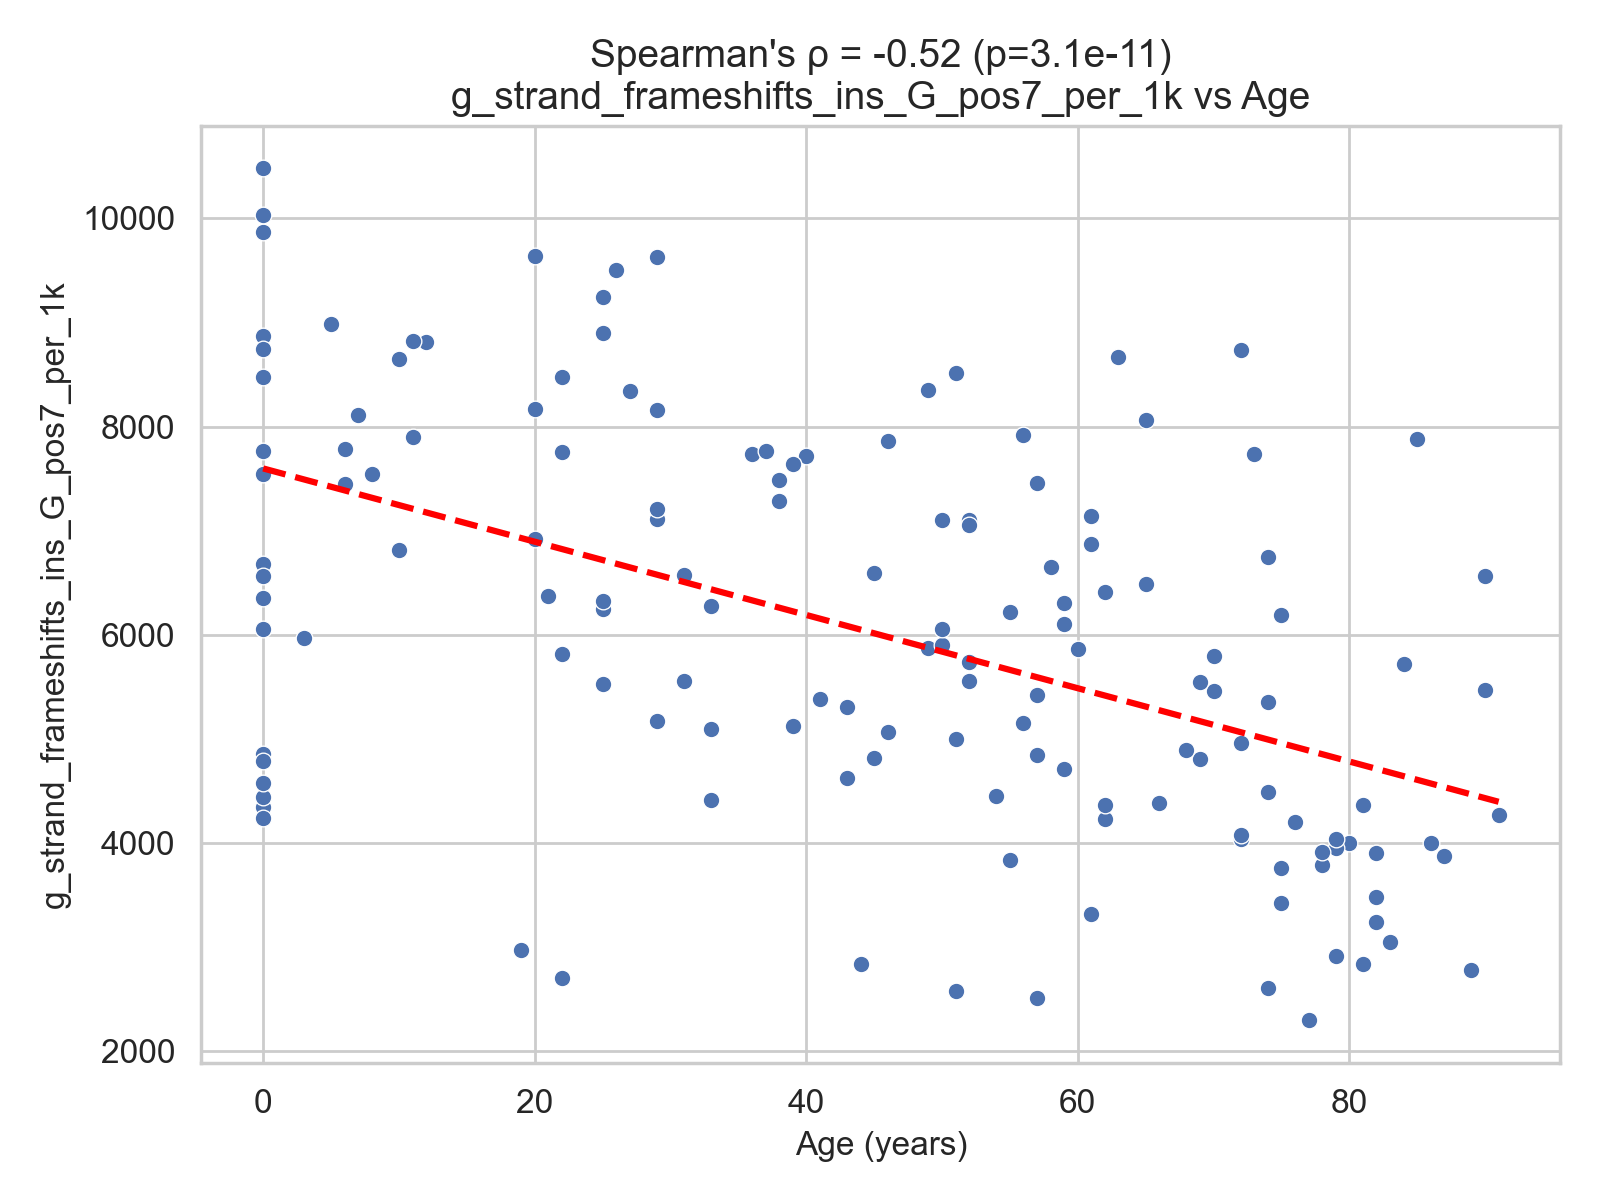 Spearman's ρ = -0.52 (p=3.1e-11)
g_strand_frameshifts_ins_G_pos7_per_1k vs Age
g_strand_frameshifts_ins_G_pos7_per_1k
10000
8000
6000
4000
2000
0
20
40
60
80
Age (years)